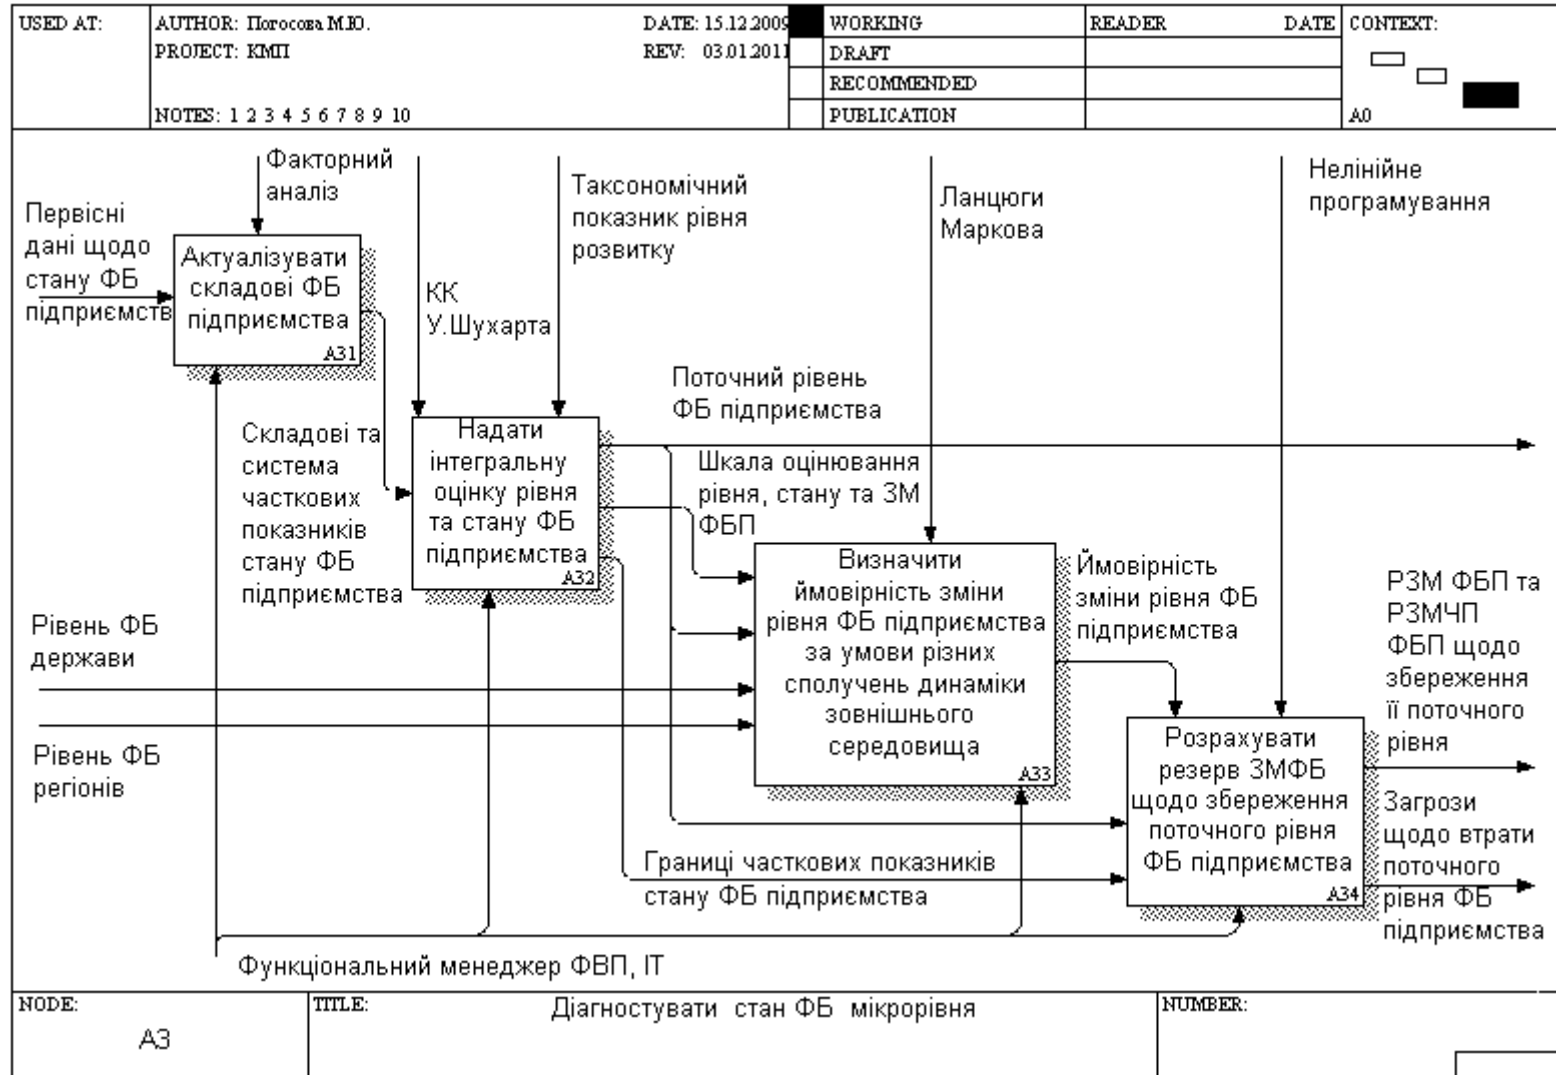 USED AT:
AUTHOR: Погосова М.Ю.
DATE: 15.12.2009
PROJECT: КМП
REV: 03.01.2011
NOTES: 1 2 3 4 5 6 7 8 9 10
WORKING
DRAFT
RECOMMENDED
PUBLICATION
READER
DATE
CONTEXT:
A0
Факторний
аналіз
Таксономічний
показник рівня
розвитку
Ланцюги
Маркова
Нелінійне
програмування
Первісні
дані щодо
стану ФБ
підприємств
Актуалізувати
складові ФБ
підприємства
A31
КК
У.Шухарта
Поточний рівень
ФБ підприємства
Складові та
система
часткових
показників
стану ФБ
підприємства
Надати
інтегральну
оцінку рівня
та стану ФБ
підприємства
A32
Шкала оцінювання
рівня, стану та ЗМ
ФБП
Визначити
ймовірність зміни
рівня ФБ підприємства
за умови різних
сполучень динаміки
зовнішнього
середовища
A33
Ймовірність
зміни рівня ФБ
підприємства
РЗМ ФБП та
РЗМЧП
ФБП щодо
збереження
її поточного
рівня
Рівень ФБ
держави
Рівень ФБ
регіонів
Розрахувати
резерв ЗМФБ
щодо збереження
поточного рівня
ФБ підприємства
A34
Загрози
щодо втрати
поточного
рівня ФБ
підприємства
Границі часткових показників
стану ФБ підприємства
Функціональний менеджер ФВП, ІТ
NODE:
А3
TITLE:
Діагностувати стан ФБ мікрорівня
NUMBER: